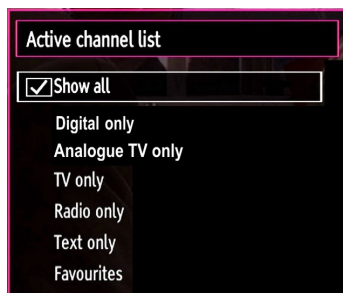 Active channel list
Show all
Digital only
Analogue TV only
TV only
Radio only
Text only
Favourites